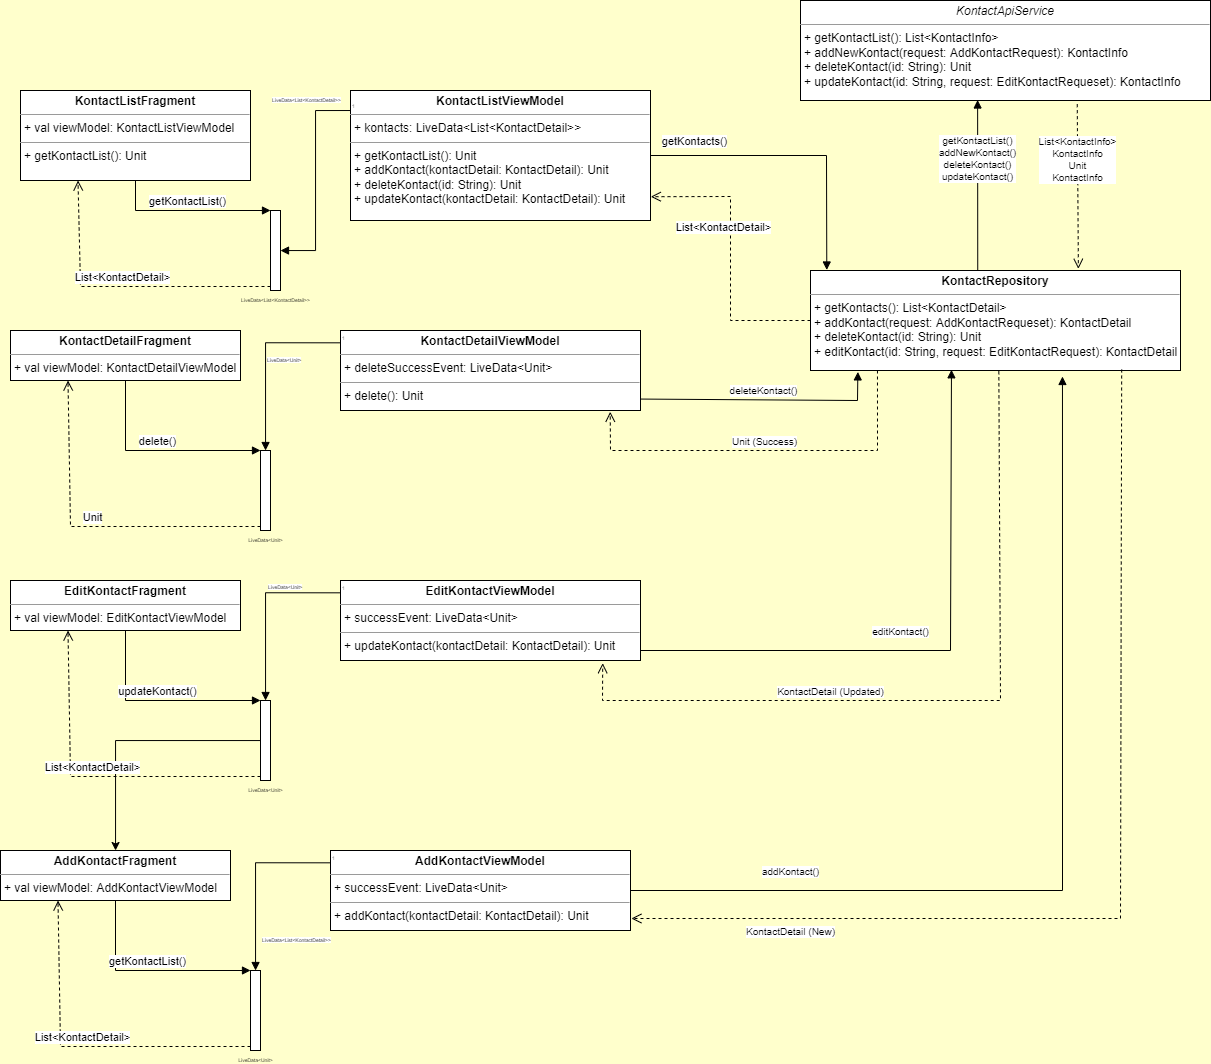 KontactApiService
+ getKontactList(): List<KontactInfo>
+ addNewKontact(request: AddKontactRequest): KontactInfo
+ deleteKontact(id: String): Unit
+ updateKontact(id: String, request: EditKontactRequeset): KontactInfo
KontactListFragment
+ val viewModel: KontactListViewModel
+ getKontactList(): Unit
LiveData<List<KontactDetail>>
KontactListViewModel
+ kontacts: LiveData<List<KontactDetail>>
+ getKontactList(): Unit
+ addKontact(kontactDetail: KontactDetail): Unit
+ deleteKontact(id: String): Unit
+ updateKontact(kontactDetail: KontactDetail): Unit
getKontacts()
getKontactList()
addNewKontact()
deleteKontact()
updateKontact()
List<KontactInfo>
KontactInfo
Unit
KontactInfo
getKontactList()
List<KontactDetail>
List<KontactDetail>
LiveData<List<KontactDetail>>
KontactRepository
+ getKontacts(): List<KontactDetail>
+ addKontact(request: AddKontactRequeset): KontactDetail
+ deleteKontact(id: String): Unit
+ editKontact(id: String, request: EditKontactRequest): KontactDetail
KontactDetailFragment
+ val viewModel: KontactDetailViewModel
LiveData<Unit>
KontactDetailViewModel
+ deleteSuccessEvent: LiveData<Unit>
+ delete(): Unit
deleteKontact()
delete()
Unit (Success)
Unit
LiveData<Unit>
EditKontactFragment
+ val viewModel: EditKontactViewModel
LiveData<Unit>
EditKontactViewModel
+ successEvent: LiveData<Unit>
+ updateKontact(kontactDetail: KontactDetail): Unit
editKontact()
updateKontact()
KontactDetail (Updated)
List<KontactDetail>
LiveData<Unit>
AddKontactFragment
+ val viewModel: AddKontactViewModel
AddKontactViewModel
+ successEvent: LiveData<Unit>
+ addKontact(kontactDetail: KontactDetail): Unit
addKontact()
KontactDetail (New)
LiveData<List<KontactDetail>>
getKontactList()
List<KontactDetail>
LiveData<Unit>